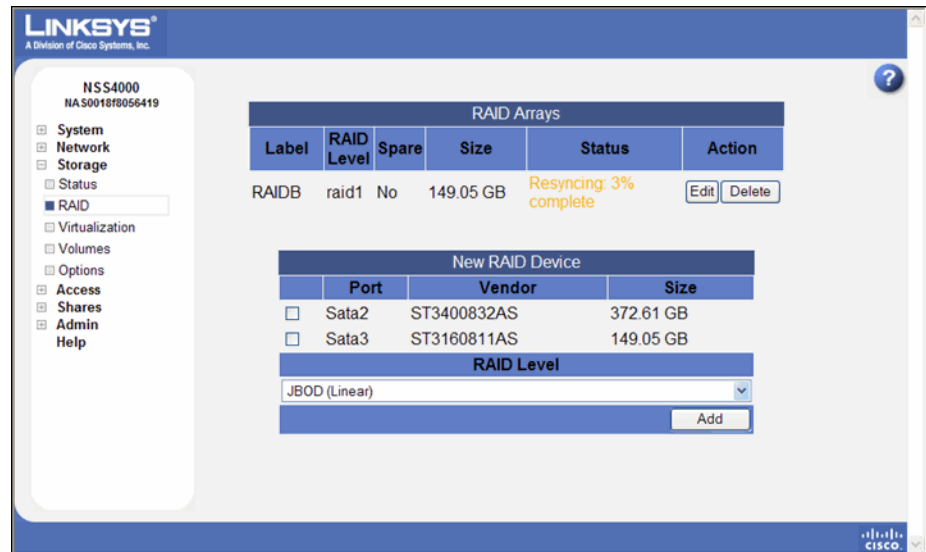 LINKSYS®
A Division of Cisco Systems, Inc.
NSS4000
NAS0018f8056419
System
Network
Storage
Status
RAID
Virtualization
Volumes
Options
Access
Shares
Admin
Help
?
RAID Arrays
Label RAID Level Spare Size Status Action
RAIDB raid1 No 149.05 GB Resyncing: 3% complete Edit Delete
New RAID Device
Port Vendor Size
Sata2 ST3400832AS 372.61 GB
Sata3 ST3160811AS 149.05 GB
RAID Level
JBOD (Linear)
Add
CISCO.